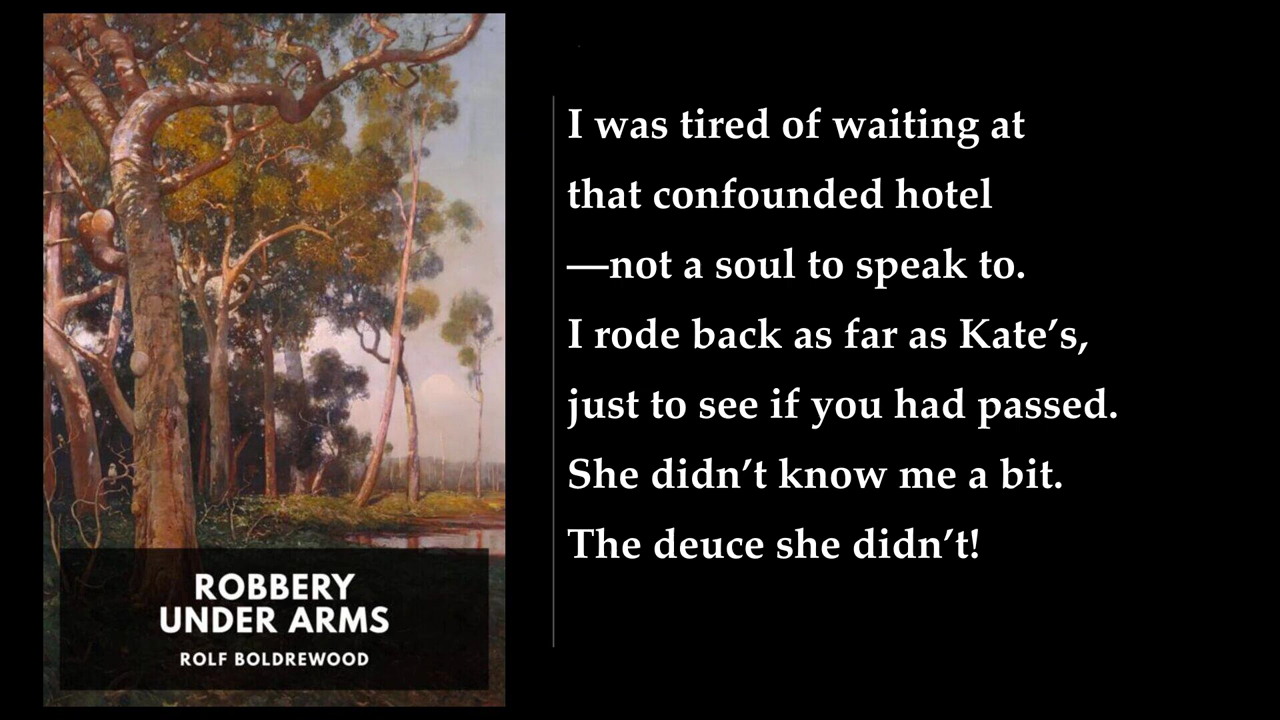 I was tired of waiting at
that confounded hotel
—not a soul to speak to.
I rode back as far as Kate’s,
just to see if you had passed.
She didn’t know me a bit.
The deuce she didn’t!
ROBBERY
UNDER ARMS
ROLF BOLDREWOOD